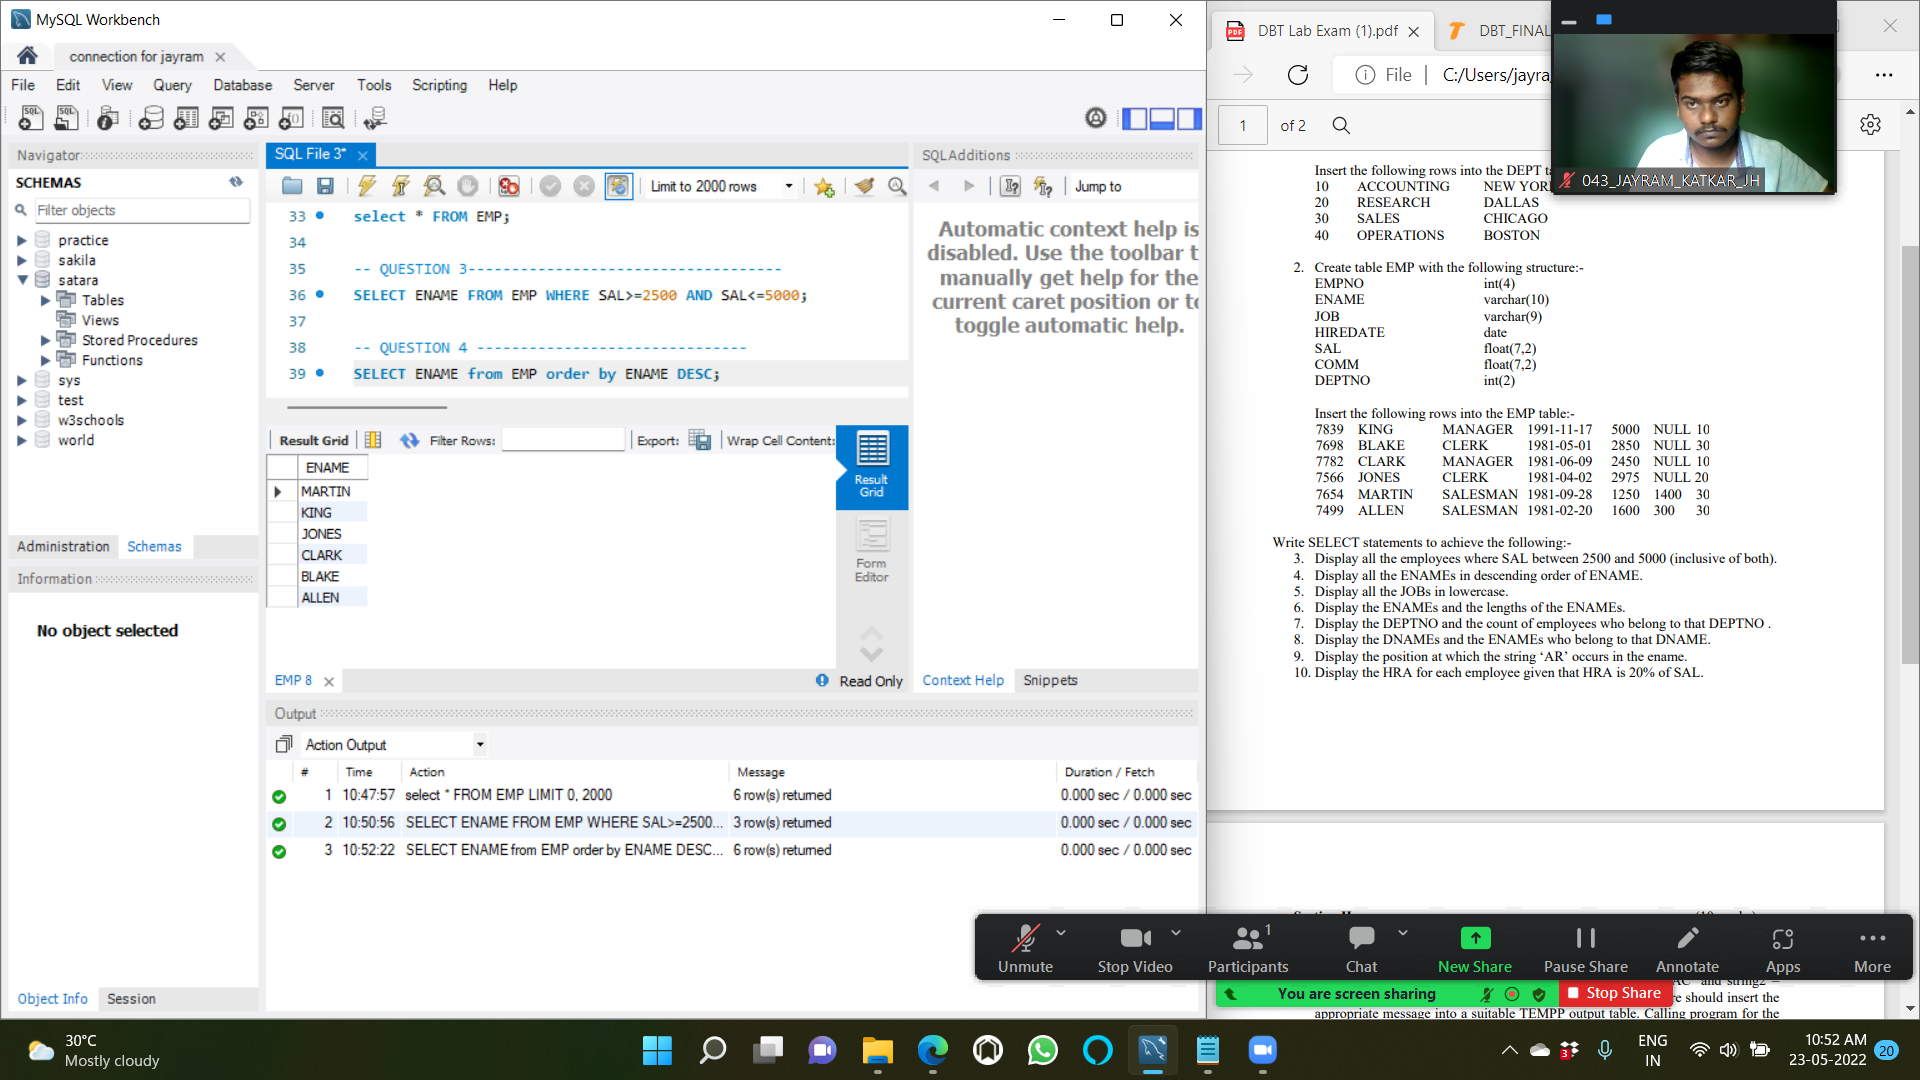 MySQL Workbench
connection for jayram
File Edit View Query Database Server Tools Scripting Help
Navigator
SCHEMAS
Filter objects
practice
sakila
satara
Tables
Views
Stored Procedures
Functions
sys
test
w3schools
world
Administration Schemas
Information
No object selected
Object Info Session
SQL File 3*
Limit to 2000 rows
33 select * FROM EMP;
34
35 -- QUESTION 3-----------------------------------
36 SELECT ENAME FROM EMP WHERE SAL>=2500 AND SAL<=5000;
37
38 -- QUESTION 4 ------------------------------
39 SELECT ENAME from EMP order by ENAME DESC;
Result Grid Filter Rows: Export: Wrap Cell Content:
ENAME
MARTIN
KING
JONES
CLARK
BLAKE
ALLEN
Result
Grid
Form
Editor
EMP 8 Read Only
SQLAdditions
Jump to
Automatic context help is
disabled. Use the toolbar t
manually get help for the
current caret position or to
toggle automatic help.
Context Help Snippets
Output
Action Output
# Time Action Message Duration / Fetch
1 10:47:57 select * FROM EMP LIMIT 0, 2000 6 row(s) returned 0.000 sec / 0.000 sec
2 10:50:56 SELECT ENAME FROM EMP WHERE SAL>=2500... 3 row(s) returned 0.000 sec / 0.000 sec
3 10:52:22 SELECT ENAME from EMP order by ENAME DESC... 6 row(s) returned 0.000 sec / 0.000 sec
PDF DBT Lab Exam (1).pdf DBT_FINAL
File C:/Users/jayra
1 of 2
043_JAYRAM_KATKAR_JH
Insert the following rows into the DEPT ta
10 ACCOUNTING NEW YOR
20 RESEARCH DALLAS
30 SALES CHICAGO
40 OPERATIONS BOSTON
2. Create table EMP with the following structure:-
EMPNO int(4)
ENAME varchar(10)
JOB varchar(9)
HIREDATE date
SAL float(7,2)
COMM float(7,2)
DEPTNO int(2)
Insert the following rows into the EMP table:-
7839 KING MANAGER 1991-11-17 5000 NULL 10
7698 BLAKE CLERK 1981-05-01 2850 NULL 30
7782 CLARK MANAGER 1981-06-09 2450 NULL 10
7566 JONES CLERK 1981-04-02 2975 NULL 20
7654 MARTIN SALESMAN 1981-09-28 1250 1400 30
7499 ALLEN SALESMAN 1981-02-20 1600 300 30
Write SELECT statements to achieve the following:-
3. Display all the employees where SAL between 2500 and 5000 (inclusive of both).
4. Display all the ENAMEs in descending order of ENAME.
5. Display all the JOBs in lowercase.
6. Display the ENAMEs and the lengths of the ENAMEs.
7. Display the DEPTNO and the count of employees who belong to that DEPTNO .
8. Display the DNAMEs and the ENAMEs who belong to that DNAME.
9. Display the position at which the string ‘AR’ occurs in the ename.
10. Display the HRA for each employee given that HRA is 20% of SAL.
Unmute Stop Video Participants 1 Chat New Share Pause Share Annotate Apps More
You are screen sharing Stop Share
re should insert the
appropriate message into a suitable TEMPP output table. Calling program for the
30°C
Mostly cloudy
3
ENG
IN
10:52 AM
23-05-2022
20